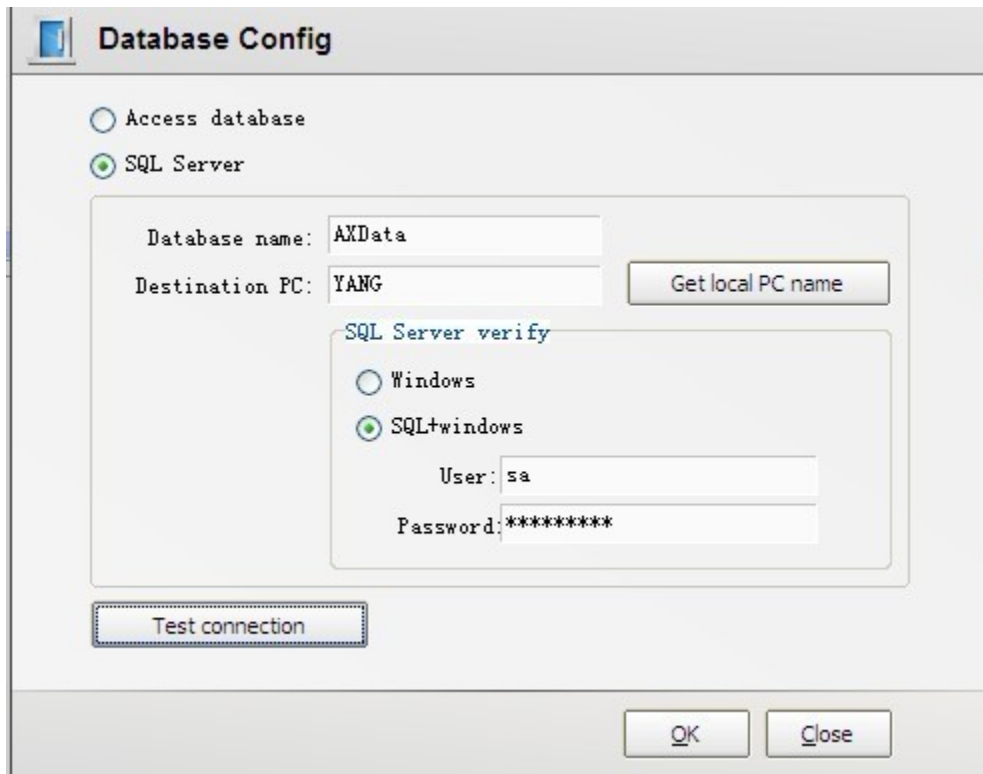 Database Config
Access database
SQL Server
Database name: AXData
Destination PC: YANG
Get local PC name
SQL Server verify
Windows
SQL+windows
User: sa
Password: *********
Test connection
OK
Close